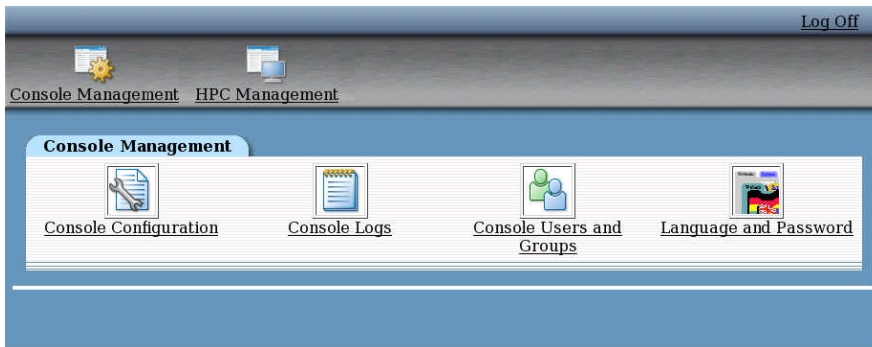 Log Off
Console Management HPC Management
Console Management
Console Configuration Console Logs Console Users and Groups Language and Password